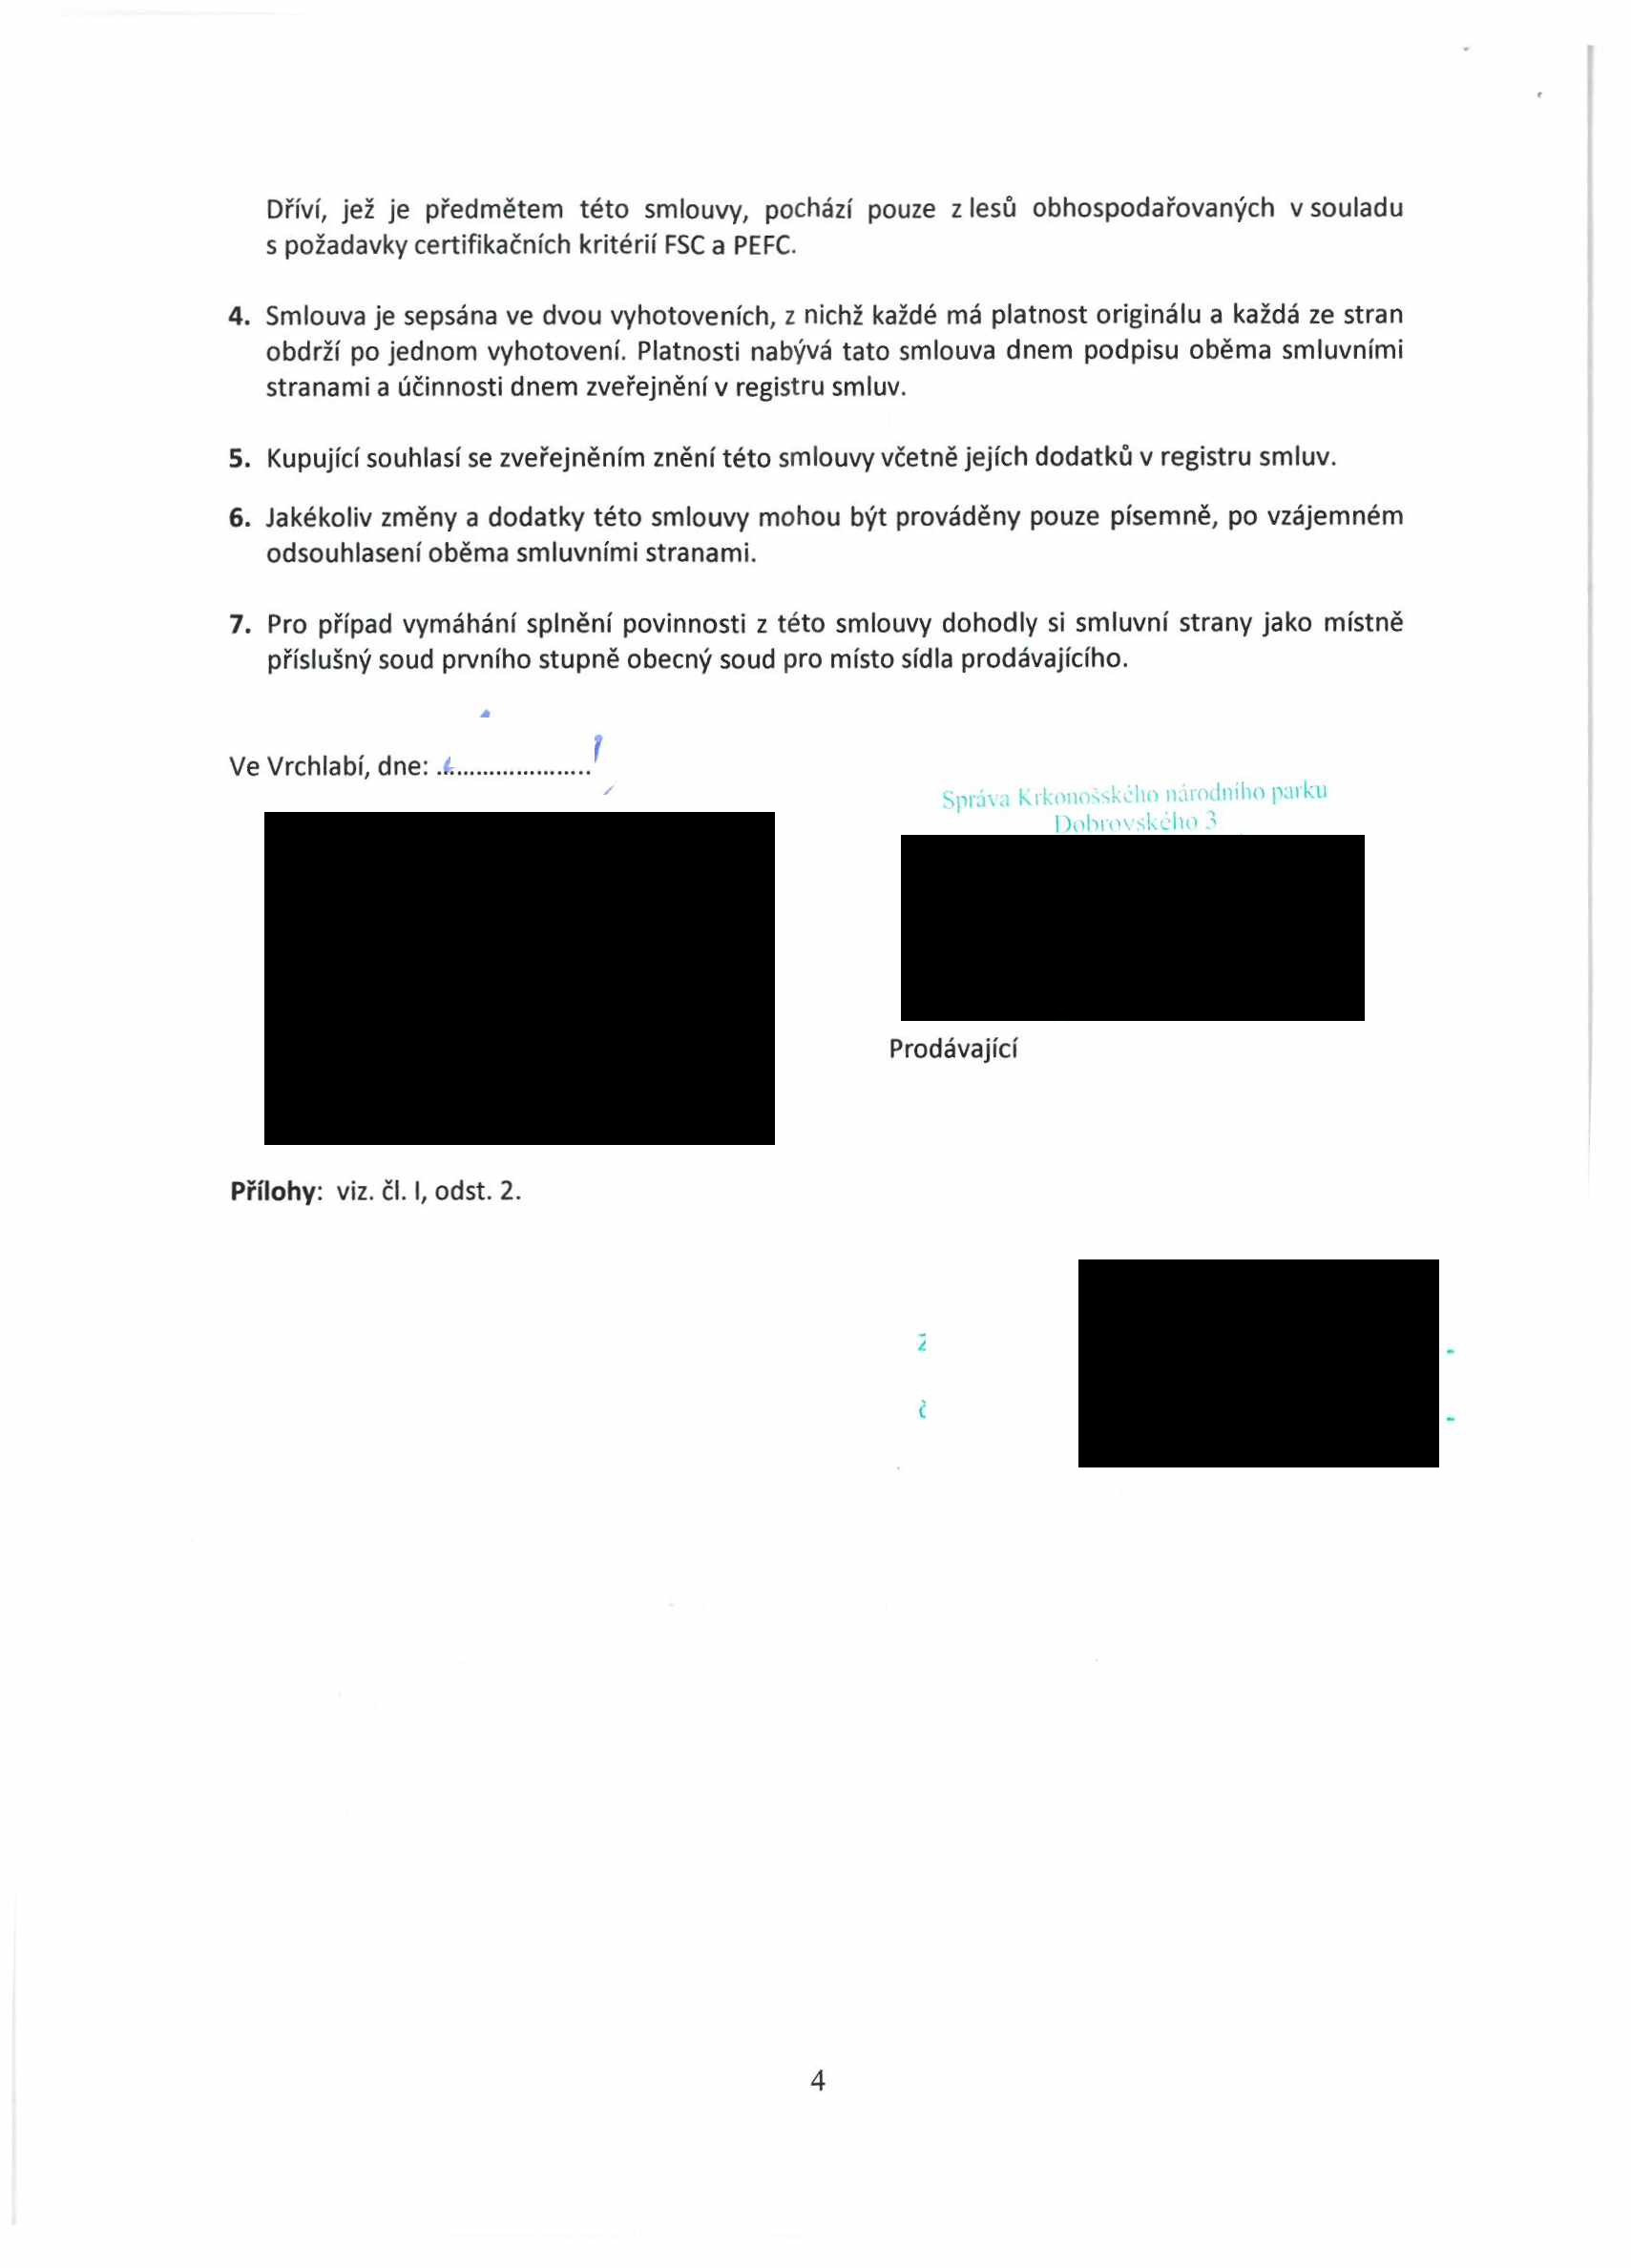 Dříví, jež je předmětem této smlouvy, pochází pouze z lesů obhospodařovaných v souladu
s požadavky certifikačních kritérií FSC a PEFC.
4. Smlouva je sepsána ve dvou vyhotoveních, z nichž každé má platnost originálu a každá ze stran
obdrží po jednom vyhotovení. Platnosti nabývá tato smlouva dnem podpisu oběma smluvními
stranami a účinnosti dnem zveřejnění v registru smluv.
5. Kupující souhlasí se zveřejněním znění této smlouvy včetně jejích dodatků v registru smluv.
6. Jakékoliv změny a dodatky této smlouvy mohou být prováděny pouze písemně, po vzájemném
odsouhlasení oběma smluvními stranami.
7. Pro případ vymáhání splnění povinnosti z této smlouvy dohodly si smluvní strany jako místně
příslušný soud prvního stupně obecný soud pro místo sídla prodávajícího.
Ve Vrchlabí, dne: ........................
Správa Krkonošského národního parku
Dobrovského 3
Prodávající
Přílohy: viz. čl. I, odst. 2.
4